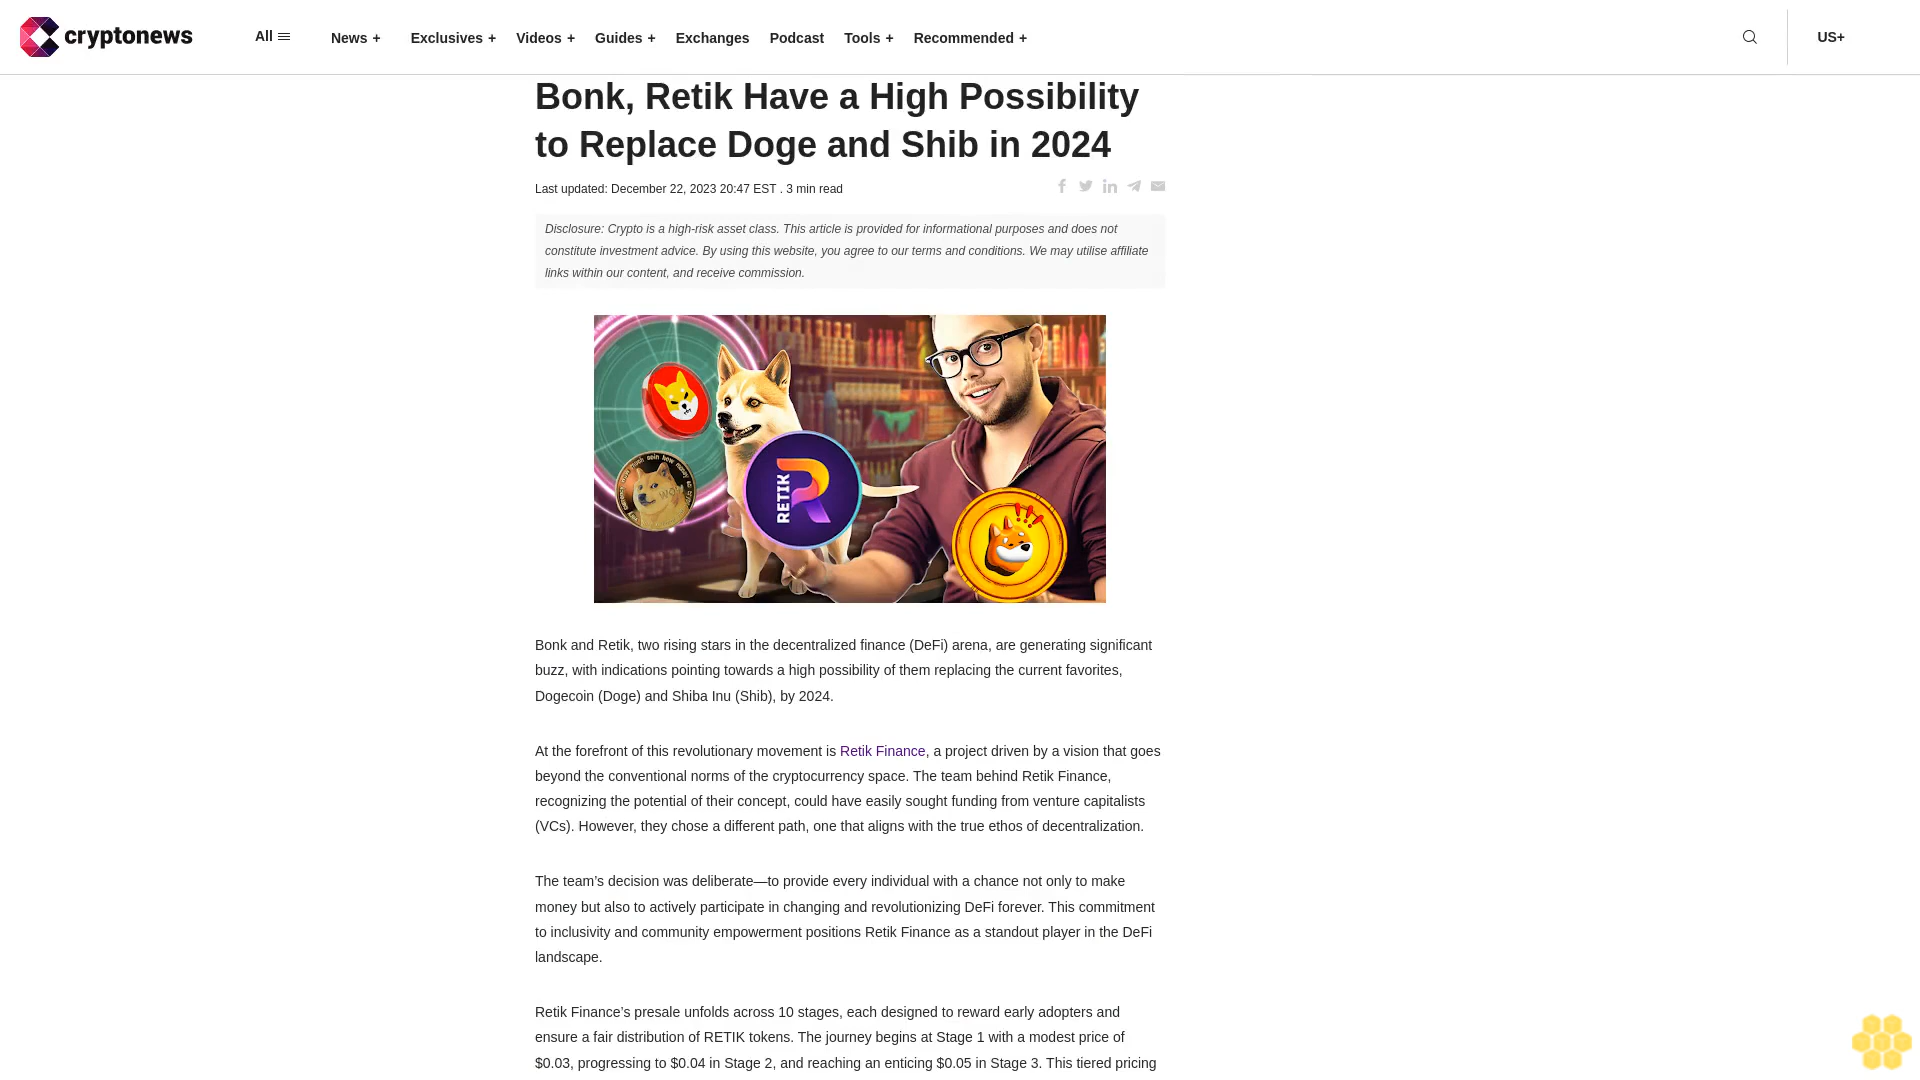 cryptonews
All
News +
Exclusives +
Videos +
Guides +
Exchanges
Podcast
Tools +
Recommended +
US+
Bonk, Retik Have a High Possibility
to Replace Doge and Shib in 2024
Last updated: December 22, 2023 20:47 EST . 3 min read
Disclosure: Crypto is a high-risk asset class. This article is provided for informational purposes and does not
constitute investment advice. By using this website, you agree to our terms and conditions. We may utilise affiliate
links within our content, and receive commission.
RETIK
WOW
Bonk and Retik, two rising stars in the decentralized finance (DeFi) arena, are generating significant
buzz, with indications pointing towards a high possibility of them replacing the current favorites,
Dogecoin (Doge) and Shiba Inu (Shib), by 2024.
At the forefront of this revolutionary movement is Retik Finance, a project driven by a vision that goes
beyond the conventional norms of the cryptocurrency space. The team behind Retik Finance,
recognizing the potential of their concept, could have easily sought funding from venture capitalists
(VCs). However, they chose a different path, one that aligns with the true ethos of decentralization.
The team’s decision was deliberate—to provide every individual with a chance not only to make
money but also to actively participate in changing and revolutionizing DeFi forever. This commitment
to inclusivity and community empowerment positions Retik Finance as a standout player in the DeFi
landscape.
Retik Finance’s presale unfolds across 10 stages, each designed to reward early adopters and
ensure a fair distribution of RETIK tokens. The journey begins at Stage 1 with a modest price of
$0.03, progressing to $0.04 in Stage 2, and reaching an enticing $0.05 in Stage 3. This tiered pricing